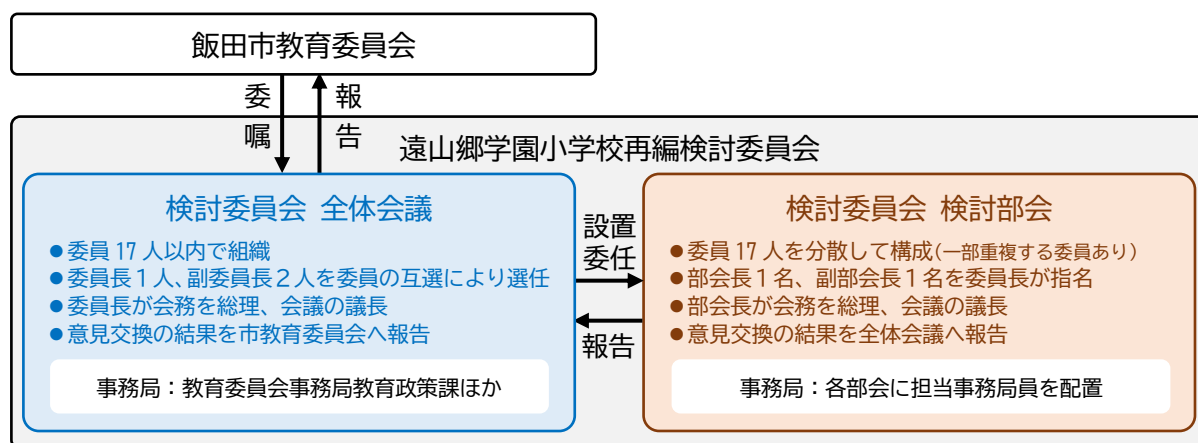 飯田市教育委員会
委嘱
報告
遠山郷学園小学校再編検討委員会
検討委員会 全体会議
●委員 17 人以内で組織
●委員長1人、副委員長2人を委員の互選により選任
●委員長が会務を総理、会議の議長
●意見交換の結果を市教育委員会へ報告
事務局：教育委員会事務局教育政策課ほか
設置
委任
報告
検討委員会 検討部会
●委員 17 人を分散して構成(一部重複する委員あり)
●部会長1名、副部会長1名を委員長が指名
●部会長が会務を総理、会議の議長
●意見交換の結果を全体会議へ報告
事務局：各部会に担当事務局員を配置